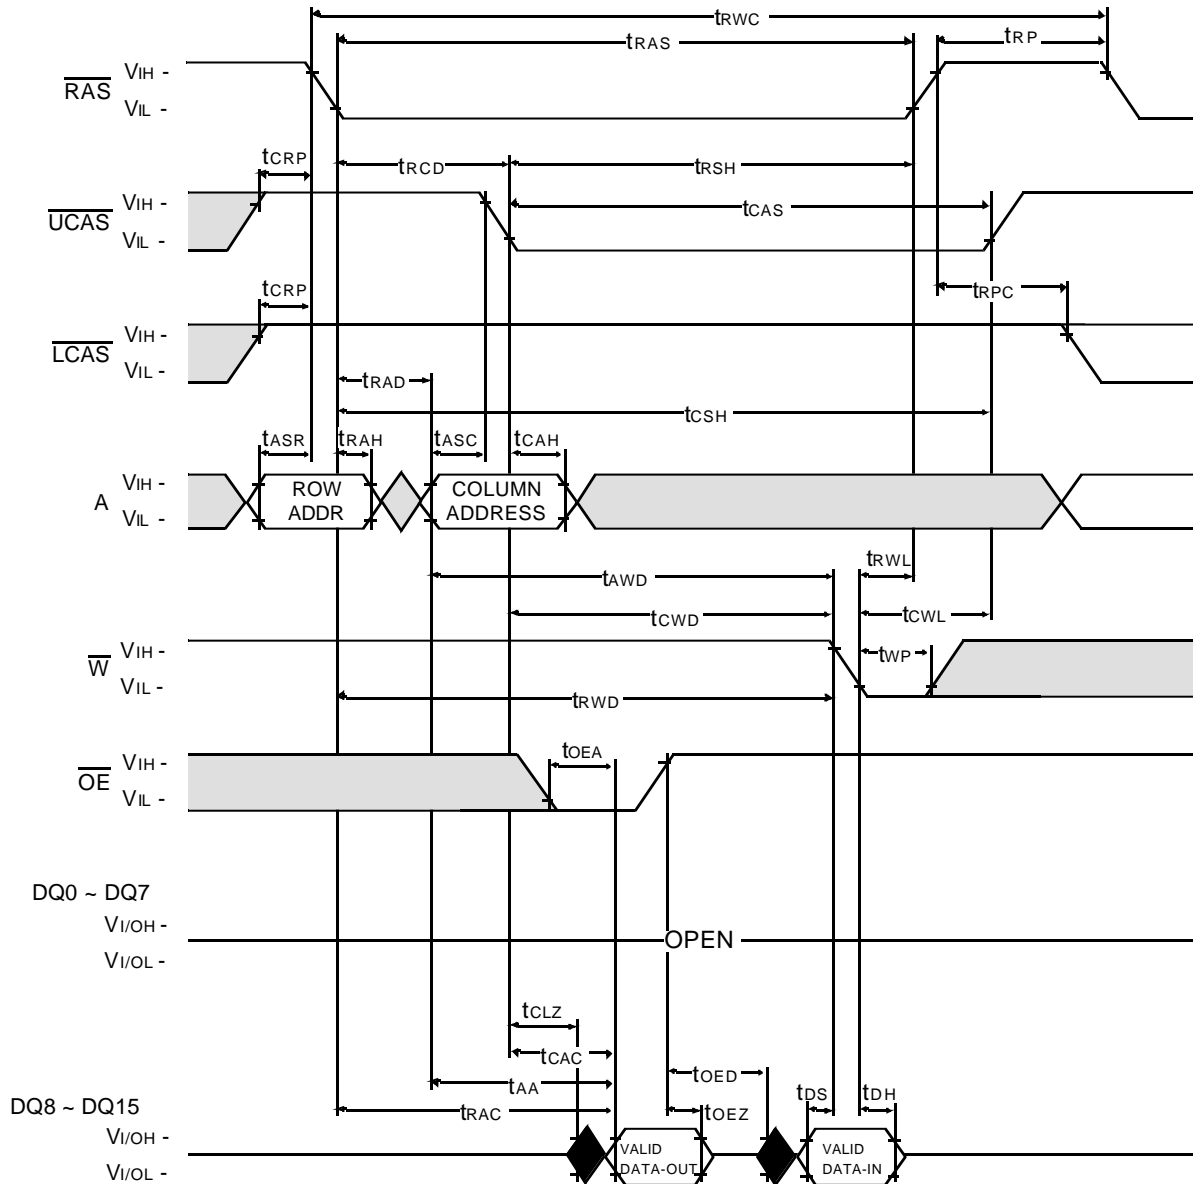 tRWC
tRAS
tRP
RAS
VIH -
VIL -
tCRP
tRCD
tRSH
UCAS
VIH -
VIL -
tCAS
tCRP
tRPC
LCAS
VIH -
VIL -
tRAD
tCSH
tASR
tRAH
tASC
tCAH
A
VIH -
VIL -
ROW
ADDR
COLUMN
ADDRESS
tAWD
tRWL
tCWD
tCWL
W
VIH -
VIL -
tWP
tRWD
OE
VIH -
VIL -
tOEA
DQ0 ~ DQ7
VI/OH -
VI/OL -
OPEN
tCLZ
tCAC
tAA
tOED
tRAC
tOEZ
tDS
tDH
DQ8 ~ DQ15
VI/OH -
VI/OL -
VALID
DATA-OUT
VALID
DATA-IN